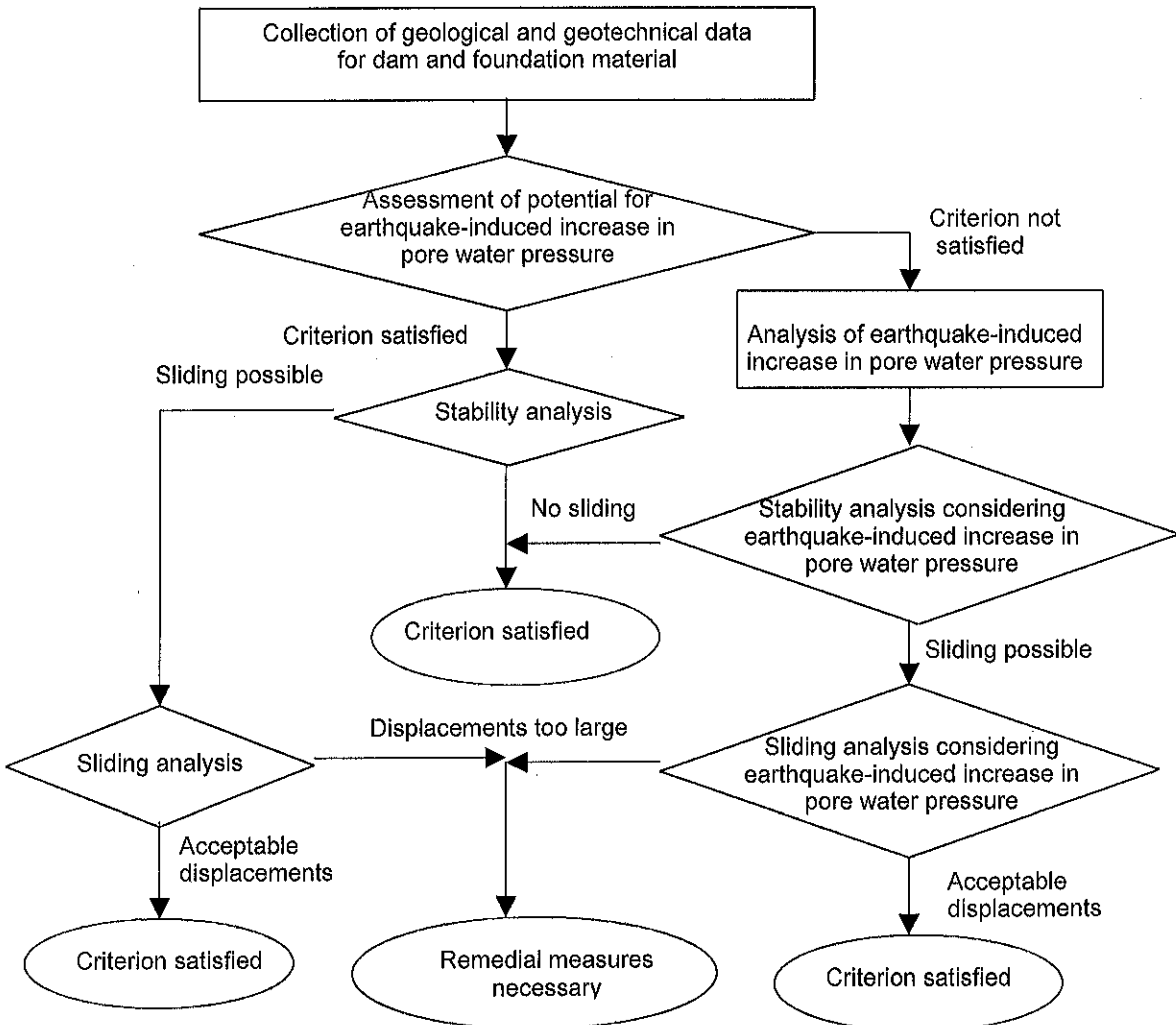 Collection of geological and geotechnical data
for dam and foundation material
Assessment of potential for
earthquake-induced increase in
pore water pressure
Criterion not
satisfied
Criterion satisfied
Analysis of earthquake-induced
increase in pore water pressure
Sliding possible
Stability analysis
No sliding
Stability analysis considering
earthquake-induced increase in
pore water pressure
Criterion satisfied
Sliding possible
Displacements too large
Sliding analysis
Sliding analysis considering
earthquake-induced increase in
pore water pressure
Acceptable
displacements
Acceptable
displacements
Criterion satisfied
Remedial measures
necessary
Criterion satisfied